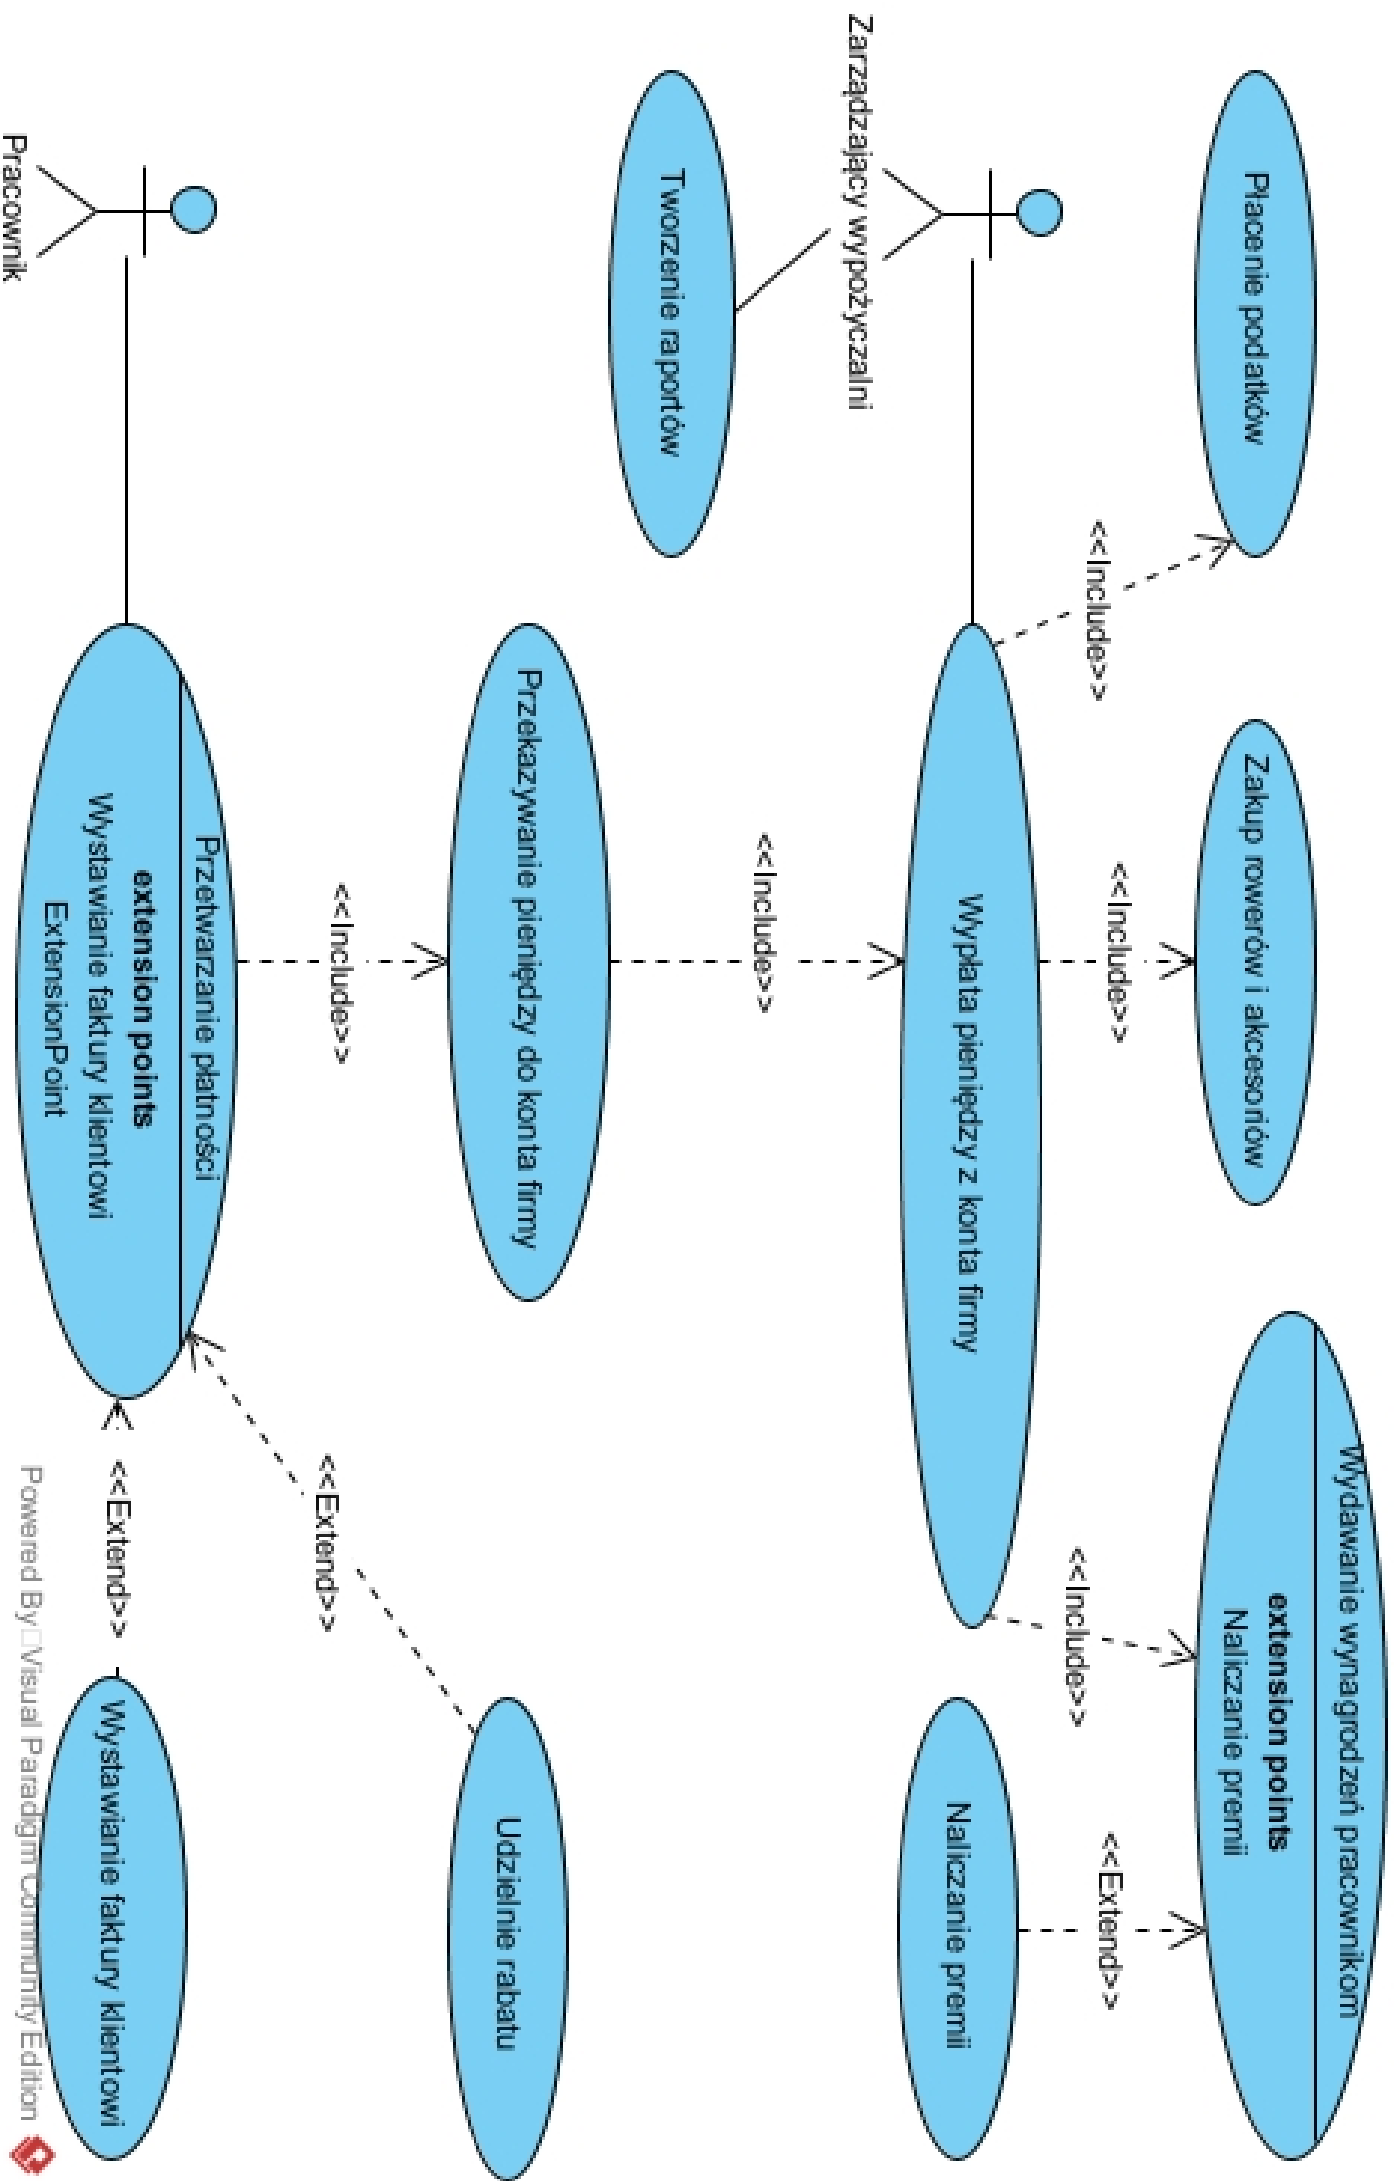 Wydawanie wynagrodzeń pracownikom
extension points
Naliczanie premii
Płacenie podatków
Zakup rowerów i akcesoriów
<<Include>>
<<Include>>
<<Include>>
<<Extend>>
Zarządzający wypożyczalni
Wypłata pieniędzy z konta firmy
Naliczanie premii
<<Include>>
Tworzenie raportów
Przekazywanie pieniędzy do konta firmy
Udzielnie rabatu
<<Include>>
<<Extend>>
Przetwarzanie płatności
extension points
Wystawianie faktury klientowi
ExtensionPoint
<<Extend>>
Wystawianie faktury klientowi
Pracownik
Powered By Visual Paradigm Community Edition